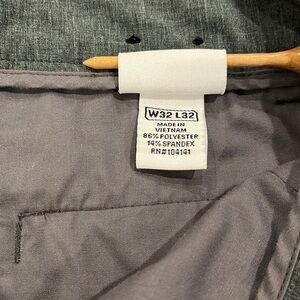 W32 L32
MADE IN
VIETNAM
86% POLYESTER
14% SPANDEX
RN#104141